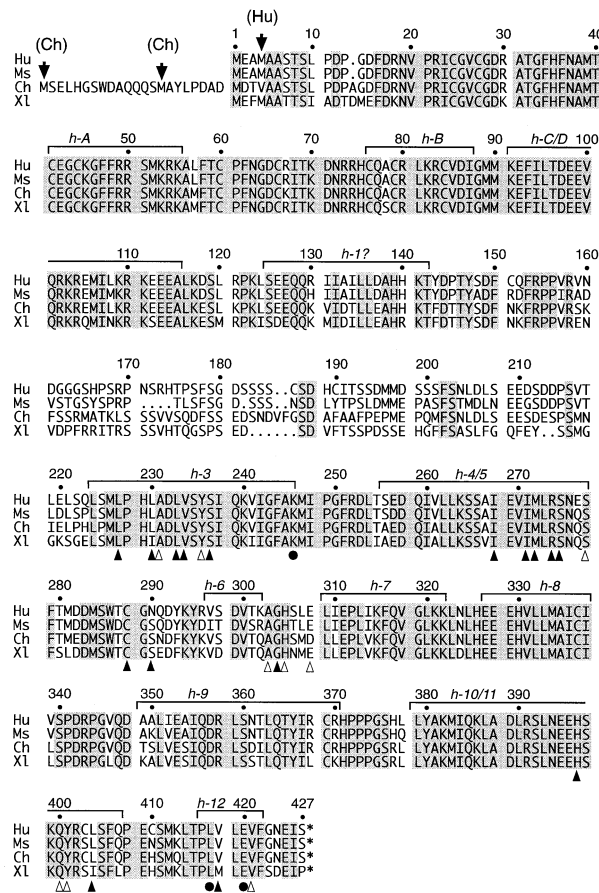 (Ch) (Ch) (Hu)
1 10 20 30 40
Hu MEAMAASTSL PDP.GDFDRNV PRICGVCGDR ATGFHFNAMT
Ms MEAMAASTSL PDP.GDFDRNV PRICGVCGDR ATGFHFNAMT
Ch MSELHGSWDAQQQSMAYLPDAD MDTVAASTSL PDPAGDFDRNV PRICGVCGDR ATGFHFNAMT
Xl MEFMAATTSI ADTDMEFDKNV PRICGVCGDK ATGFHFNAMT
h-A 50 60 70 80 h-B 90 h-C/D 100
Hu CEGCKGFFRR SMKRKALFTC PFNGDCRITK DNRRHCQACR LKRCVDIGMM KEFILTDEEV
Ms CEGCKGFFRR SMKRKALFTC PFNGDCRITK DNRRHCQACR LKRCVDIGMM KEFILTDEEV
Ch CEGCKGFFRR SMKRKAMFTC PFNGDCKITK DNRRHCQACR LKRCVDIGMM KEFILTDEEV
Xl CEGCKGFFRR SMKRKAMFTC PFNGDCKITK DNRRHCQSCR LKRCVDIGMM KEFILTDEEV
110 120 130 h-1? 140 150 160
Hu QRKREMILKR KEEEALKDSL RPKLSEEQQR IIAILLDAHH KTYDPTYSDF CQFRPPVRVN
Ms QRKREMIMKR KEEEALKDSL RPKLSEEQQH IIAILLDAHH KTYDPTYADF RDFRPPIRAD
Ch QRKRQMINKR KSEEALKESM RPKISDEQQK VIDTLLEAHH KTFDTTYSDF NKFRPPVRSK
Xl QRKRQMINKR KSEEALKESM RPKISDEQQK MIDILLEAHR KTFDTTYSDF NKFRPPVREN
170 180 190 200 210
Hu DGGGSHPSRP NSRHTPSFSG DSSSS.CSD HCITSSDMMD SSSFSNLDLS EEDSDDPSVT
Ms VSTGSYSPRP ....TLSFSG D.SSS.NSD LYTPSLDMME PASFSTMDLN EEGSDDPSVT
Ch FSSRMATKLS SSVVSQDFSS EDSNDVFGSD AFAAFPEPME PQMFSNLDLS EESDESPSMN
Xl VDPFRRITRS SSVHTQGSPS ED......SD VFTSSPDSSE HGFFSASLFG QFEY..SSMG
220 230 h-3 240 250 260 h-4/5 270
Hu LELSQLSMLP HLADLVSYSI QKVIGFAKMI PGFRDLTSED QIVLLKSSAI EVIMLRSNES
Ms LDLSPLSMLP HLADLVSYSI QKVIGFAKMI PGFRDLTSDD QIVLLKSSAI EVIMLRSNQS
Ch IELPHLPMLP HLADLVSYSI QKVIGFAKMI PGFRDLTAED QIALLKSSAI EVIMLRSNQS
Xl GKSGELSMLP HLADLVSYSI QKIIGFAKMI PGFRDLIAED QIALLKSSVI EVIMLRSNQS
280 290 h-6 302 310 h-7 320 330 h-8
Hu FTMDDMSWTC GNQDYKYRVS DVTKAGHSLE LIEPLIKFQV GLKKLNLHEE EHVLLMAICI
Ms FTMDDMSWDC GSQDYKYDIT DVSRAGHTLE LIEPLIKFQV GLKKLNLHEE EHVLLMAICI
Ch FTMEDMSWTC GSNDFKYKVS DVTQAGHSMD LLEPLVKFQV GLKKLNLHEE EHVLLMAICI
Xl FSLDDMSWTC GSEDFKYKVD DVTQAGHNME LLEPLVKFQV GLKKLDLHEE EHVLLMAICI
340 350 h-9 360 370 380 h-10/11 390
Hu VSPDRPGVQD AALIEAIQDR LSNTLQTYIR CRHPPPGSHL LYAKMIQKLA DLRSLNEEHS
Ms VSPDRPGVQD AKLVEAIQDR LSNTLQTYIR CRHPPPGSHQ LYAKMIQKLA DLRSLNEEHS
Ch LSPDRPGVQD TSLVESIQDR LSDILQTYIR CRHPPPGSRL LYAKMIQKLA DLRSLNEEHS
Xl LSPDRPGLQD KALVESIQDR LSSTLQTYIL CKHPPPGSRL LYAKMIQKLA DLRSLNEEHS
400 410 h-12 420 427
Hu KQYRCLSFQP ECSMKLTPLV LEVFGNEIS*
Ms KQYRCLSFQP ENSMKLTPLV LEVFGNEIS*
Ch KQYRSISFLP EHSMQLTPLV LEVFGNEIS*
Xl KQYRSISFLP EHSMKLTPLM LEVFSDEIP*